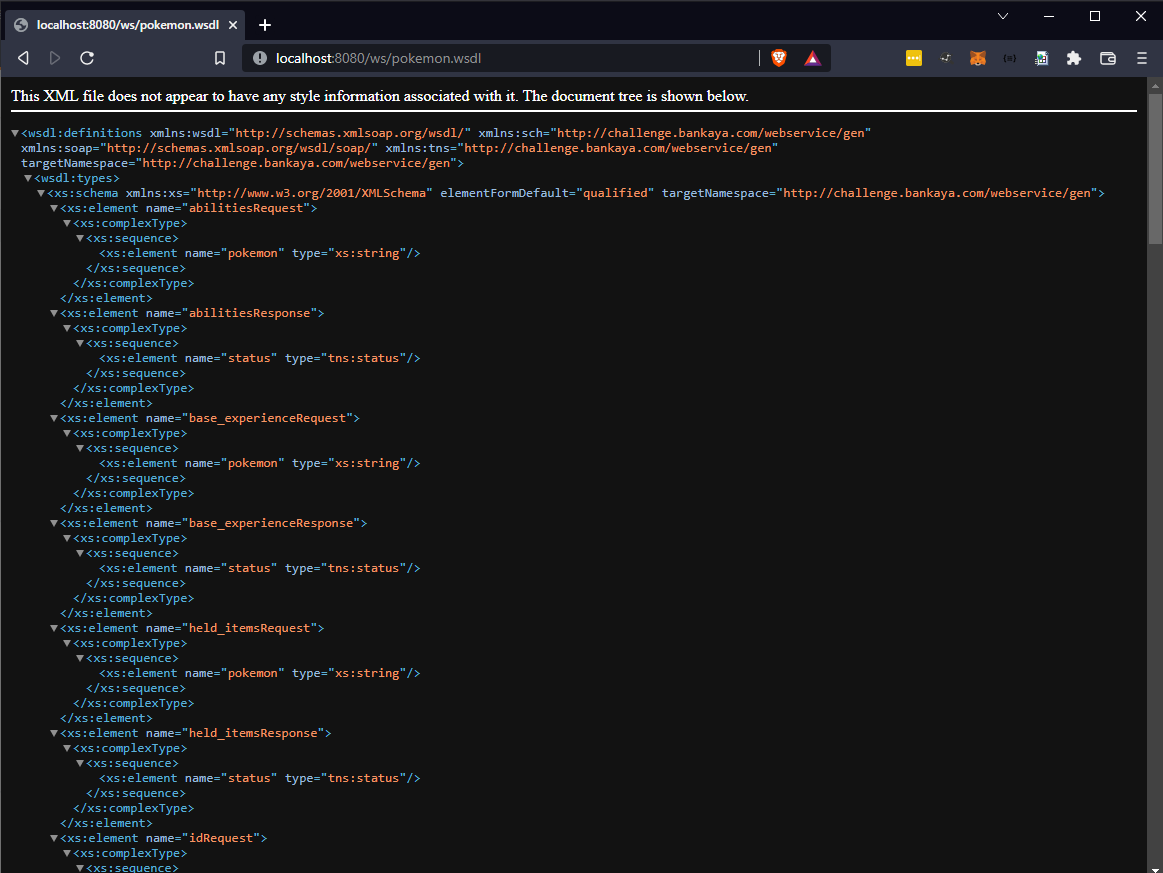 localhost:8080/ws/pokemon.wsdl
localhost:8080/ws/pokemon.wsdl
This XML file does not appear to have any style information associated with it. The document tree is shown below.
<wsdl:definitions xmlns:wsdl="http://schemas.xmlsoap.org/wsdl/" xmlns:sch="http://challenge.bankaya.com/webservice/gen"
xmlns:soap="http://schemas.xmlsoap.org/wsdl/soap/" xmlns:tns="http://challenge.bankaya.com/webservice/gen"
targetNamespace="http://challenge.bankaya.com/webservice/gen">
<wsdl:types>
<xs:schema xmlns:xs="http://www.w3.org/2001/XMLSchema" elementFormDefault="qualified" targetNamespace="http://challenge.bankaya.com/webservice/gen">
<xs:element name="abilitiesRequest">
<xs:complexType>
<xs:sequence>
<xs:element name="pokemon" type="xs:string"/>
</xs:sequence>
</xs:complexType>
</xs:element>
<xs:element name="abilitiesResponse">
<xs:complexType>
<xs:sequence>
<xs:element name="status" type="tns:status"/>
</xs:sequence>
</xs:complexType>
</xs:element>
<xs:element name="base_experienceRequest">
<xs:complexType>
<xs:sequence>
<xs:element name="pokemon" type="xs:string"/>
</xs:sequence>
</xs:complexType>
</xs:element>
<xs:element name="base_experienceResponse">
<xs:complexType>
<xs:sequence>
<xs:element name="status" type="tns:status"/>
</xs:sequence>
</xs:complexType>
</xs:element>
<xs:element name="held_itemsRequest">
<xs:complexType>
<xs:sequence>
<xs:element name="pokemon" type="xs:string"/>
</xs:sequence>
</xs:complexType>
</xs:element>
<xs:element name="held_itemsResponse">
<xs:complexType>
<xs:sequence>
<xs:element name="status" type="tns:status"/>
</xs:sequence>
</xs:complexType>
</xs:element>
<xs:element name="idRequest">
<xs:complexType>
<xs:sequence>